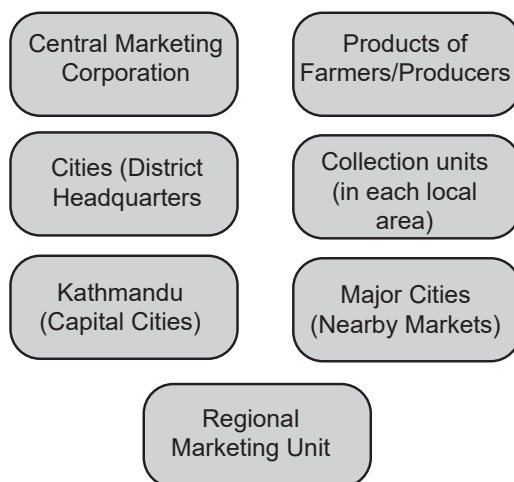 Central Marketing
Corporation
Products of
Farmers/Producers
Cities (District
Headquarters
Collection units
(in each local
area)
Kathmandu
(Capital Cities)
Major Cities
(Nearby Markets)
Regional
Marketing Unit